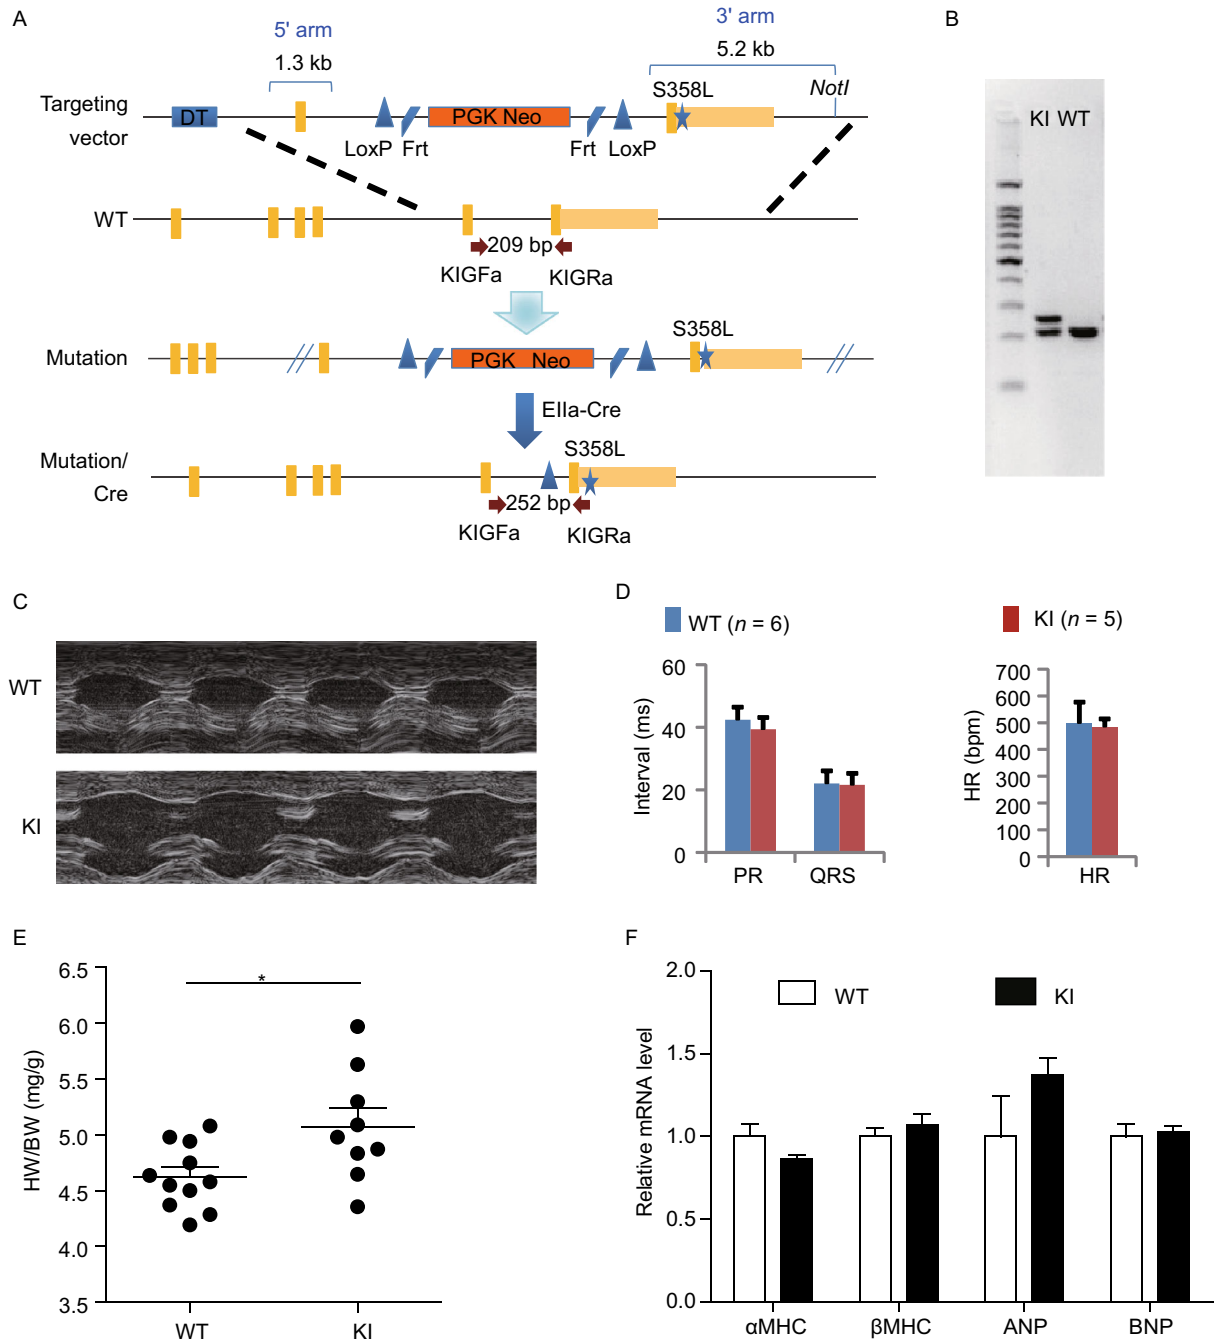 A
5' arm
1.3 kb
3' arm
5.2 kb
Targeting
vector
DT
PGK Neo
S358L
NotI
LoxP
Frt
Frt
LoxP
WT
209 bp
KIGFa
KIGRa
Mutation
PGK Neo
S358L
EIIa-Cre
Mutation/
Cre
S358L
252 bp
KIGFa
KIGRa
B
KI WT
C
WT
KI
D
WT (n = 6)
KI (n = 5)
Interval (ms)
60
40
20
0
PR
QRS
HR (bpm)
700
600
500
400
300
200
100
0
HR
E
HW/BW (mg/g)
6.5
6.0
5.5
5.0
4.5
4.0
3.5
*
WT
KI
F
Relative mRNA level
2.0
1.5
1.0
0.5
0.0
WT
KI
αMHC
βMHC
ANP
BNP